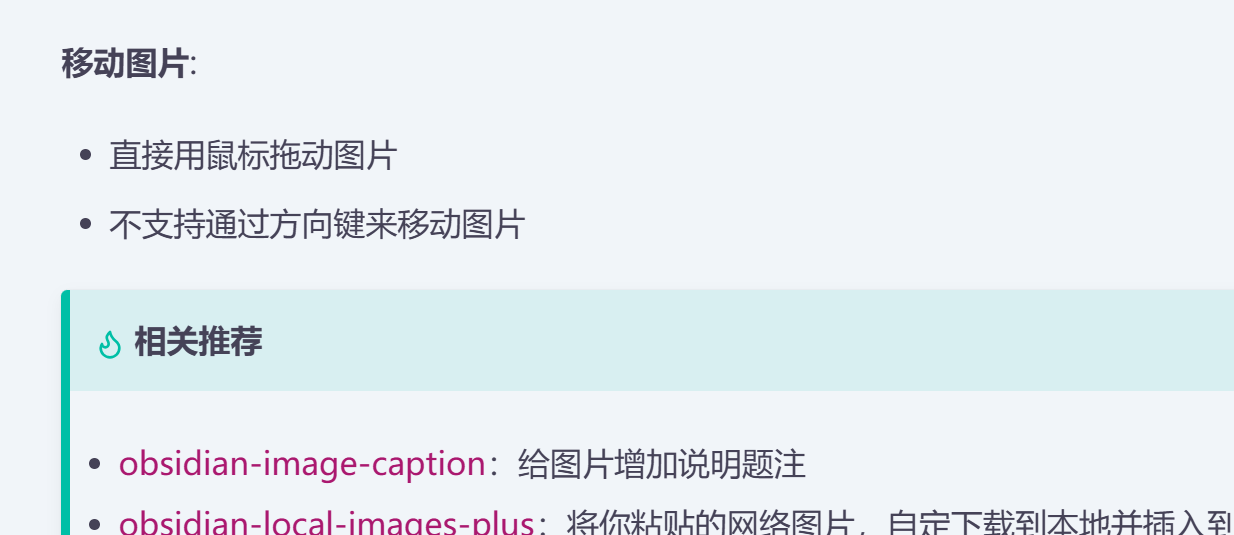 移动图片:
直接用鼠标拖动图片
不支持通过方向键来移动图片
相关推荐
obsidian-image-caption：给图片增加说明题注
obsidian-local-images-plus：将你粘贴的网络图片，自定下载到本地并插入到